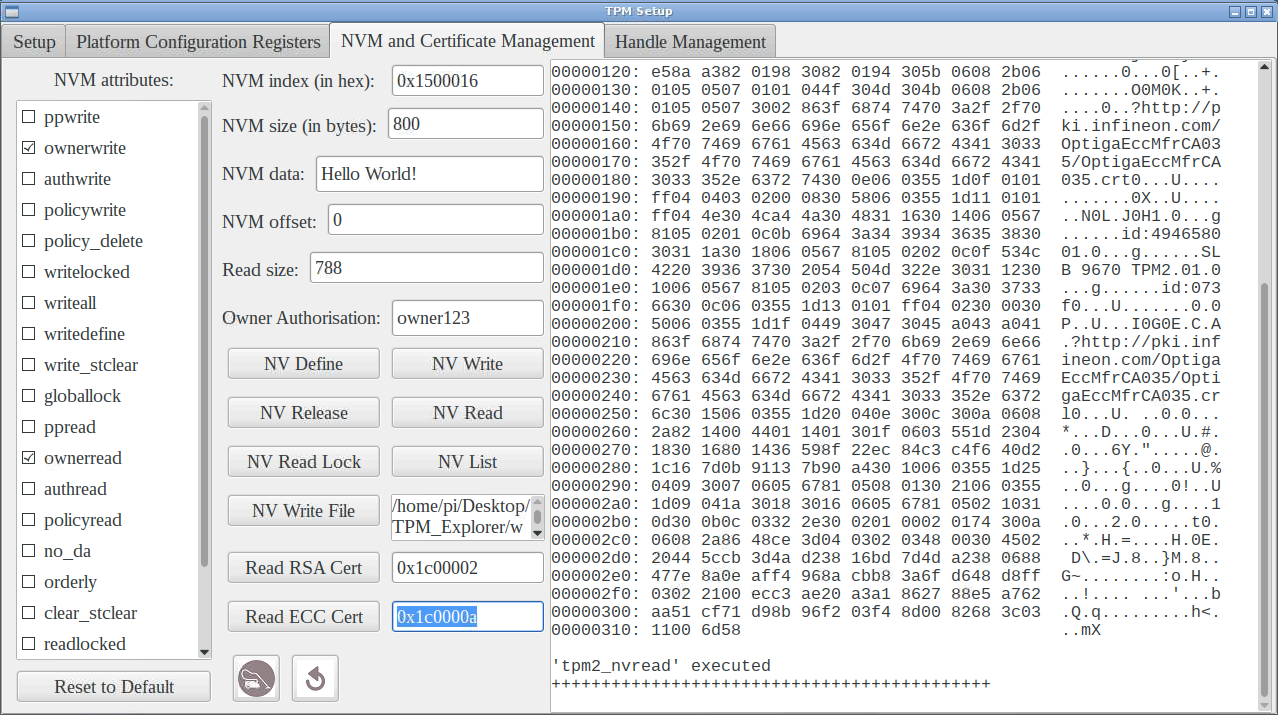 TPM Setup
Setup
Platform Configuration Registers
NVM and Certificate Management
Handle Management
NVM attributes:
ppwrite
ownerwrite
authwrite
policywrite
policy_delete
writelocked
writeall
writedefine
write_stclear
globallock
ppread
ownerread
authread
policyread
no_da
orderly
clear_stclear
readlocked
Reset to Default
NVM index (in hex): 0x1500016
NVM size (in bytes): 800
NVM data: Hello World!
NVM offset: 0
Read size: 788
Owner Authorisation: owner123
NV Define
NV Write
NV Release
NV Read
NV Read Lock
NV List
NV Write File
/home/pi/Desktop/
TPM_Explorer/w
Read RSA Cert
0x1c00002
Read ECC Cert
0x1c0000a
00000120: e58a a382 0198 3082 0194 305b 0608 2b06  ......0...0[..+.
00000130: 0105 0507 0101 044f 304d 304b 0608 2b06  .......O0M0K..+.
00000140: 0105 0507 3002 863f 6874 7470 3a2f 2f70  ....0..?http://p
00000150: 6b69 2e69 6e66 696e 656f 6e2e 636f 6d2f  ki.infineon.com/
00000160: 4f70 7469 6761 4563 634d 6672 4341 3033  OptigaEccMfrCA03
00000170: 352f 4f70 7469 6761 4563 634d 6672 4341  5/OptigaEccMfrCA
00000180: 3033 352e 6372 7430 0e06 0355 1d0f 0101  035.crt0...U....
00000190: ff04 0403 0200 0830 5806 0355 1d11 0101  .......0X..U....
000001a0: ff04 4e30 4ca4 4a30 4831 1630 1406 0567  ..N0L.J0H1.0...g
000001b0: 8105 0201 0c0b 6964 3a34 3934 3635 3830  ......id:4946580
000001c0: 3031 1a30 1806 0567 8105 0202 0c0f 534c  01.0...g......SL
000001d0: 4220 3936 3730 2054 504d 322e 3031 1230  B 9670 TPM2.01.0
000001e0: 1006 0567 8105 0203 0c07 6964 3a30 3733  ...g......id:073
000001f0: 6630 0c06 0355 1d13 0101 ff04 0230 0030  f0...U.......0.0
00000200: 5006 0355 1d1f 0449 3047 3045 a043 a041  P..U...I0G0E.C.A
00000210: 863f 6874 7470 3a2f 2f70 6b69 2e69 6e66  .?http://pki.inf
00000220: 696e 656f 6e2e 636f 6d2f 4f70 7469 6761  ineon.com/Optiga
00000230: 4563 634d 6672 4341 3033 352f 4f70 7469  EccMfrCA035/Opti
00000240: 6761 4563 634d 6672 4341 3033 352e 6372  gaEccMfrCA035.cr
00000250: 6c30 1506 0355 1d20 040e 300c 300a 0608  l0...U. ..0.0...
00000260: 2a82 1400 4401 1401 301f 0603 551d 2304  *...D...0...U.#.
00000270: 1830 1680 1436 598f 22ec 84c3 c4f6 40d2  .0...6Y.".....@.
00000280: 1c16 7d0b 9113 7b90 a430 1006 0355 1d25  ..}...{..0...U.%
00000290: 0409 3007 0605 6781 0508 0130 2106 0355  ..0...g....0!..U
000002a0: 1d09 041a 3018 3016 0605 6781 0502 1031  ....0.0...g....1
000002b0: 0d30 0b0c 0332 2e30 0201 0002 0174 300a  .0...2.0.....t0.
000002c0: 0608 2a86 48ce 3d04 0302 0348 0030 4502  ..*.H.=....H.0E.
000002d0: 2044 5ccb 3d4a d238 16bd 7d4d a238 0688   D\.=J.8..}M.8..
000002e0: 477e 8a0e aff4 968a cbb8 3a6f d648 d8ff  G~........:o.H..
000002f0: 0302 2100 ecc3 ae20 a3a1 8627 88e5 a762  ..!.... ...'...b
00000300: aa51 cf71 d98b 96f2 03f4 8d00 8268 3c03  .Q.q.........h<.
00000310: 1100 6d58  ..mX
'tpm2_nvread' executed
++++++++++++++++++++++++++++++++++++++++++++